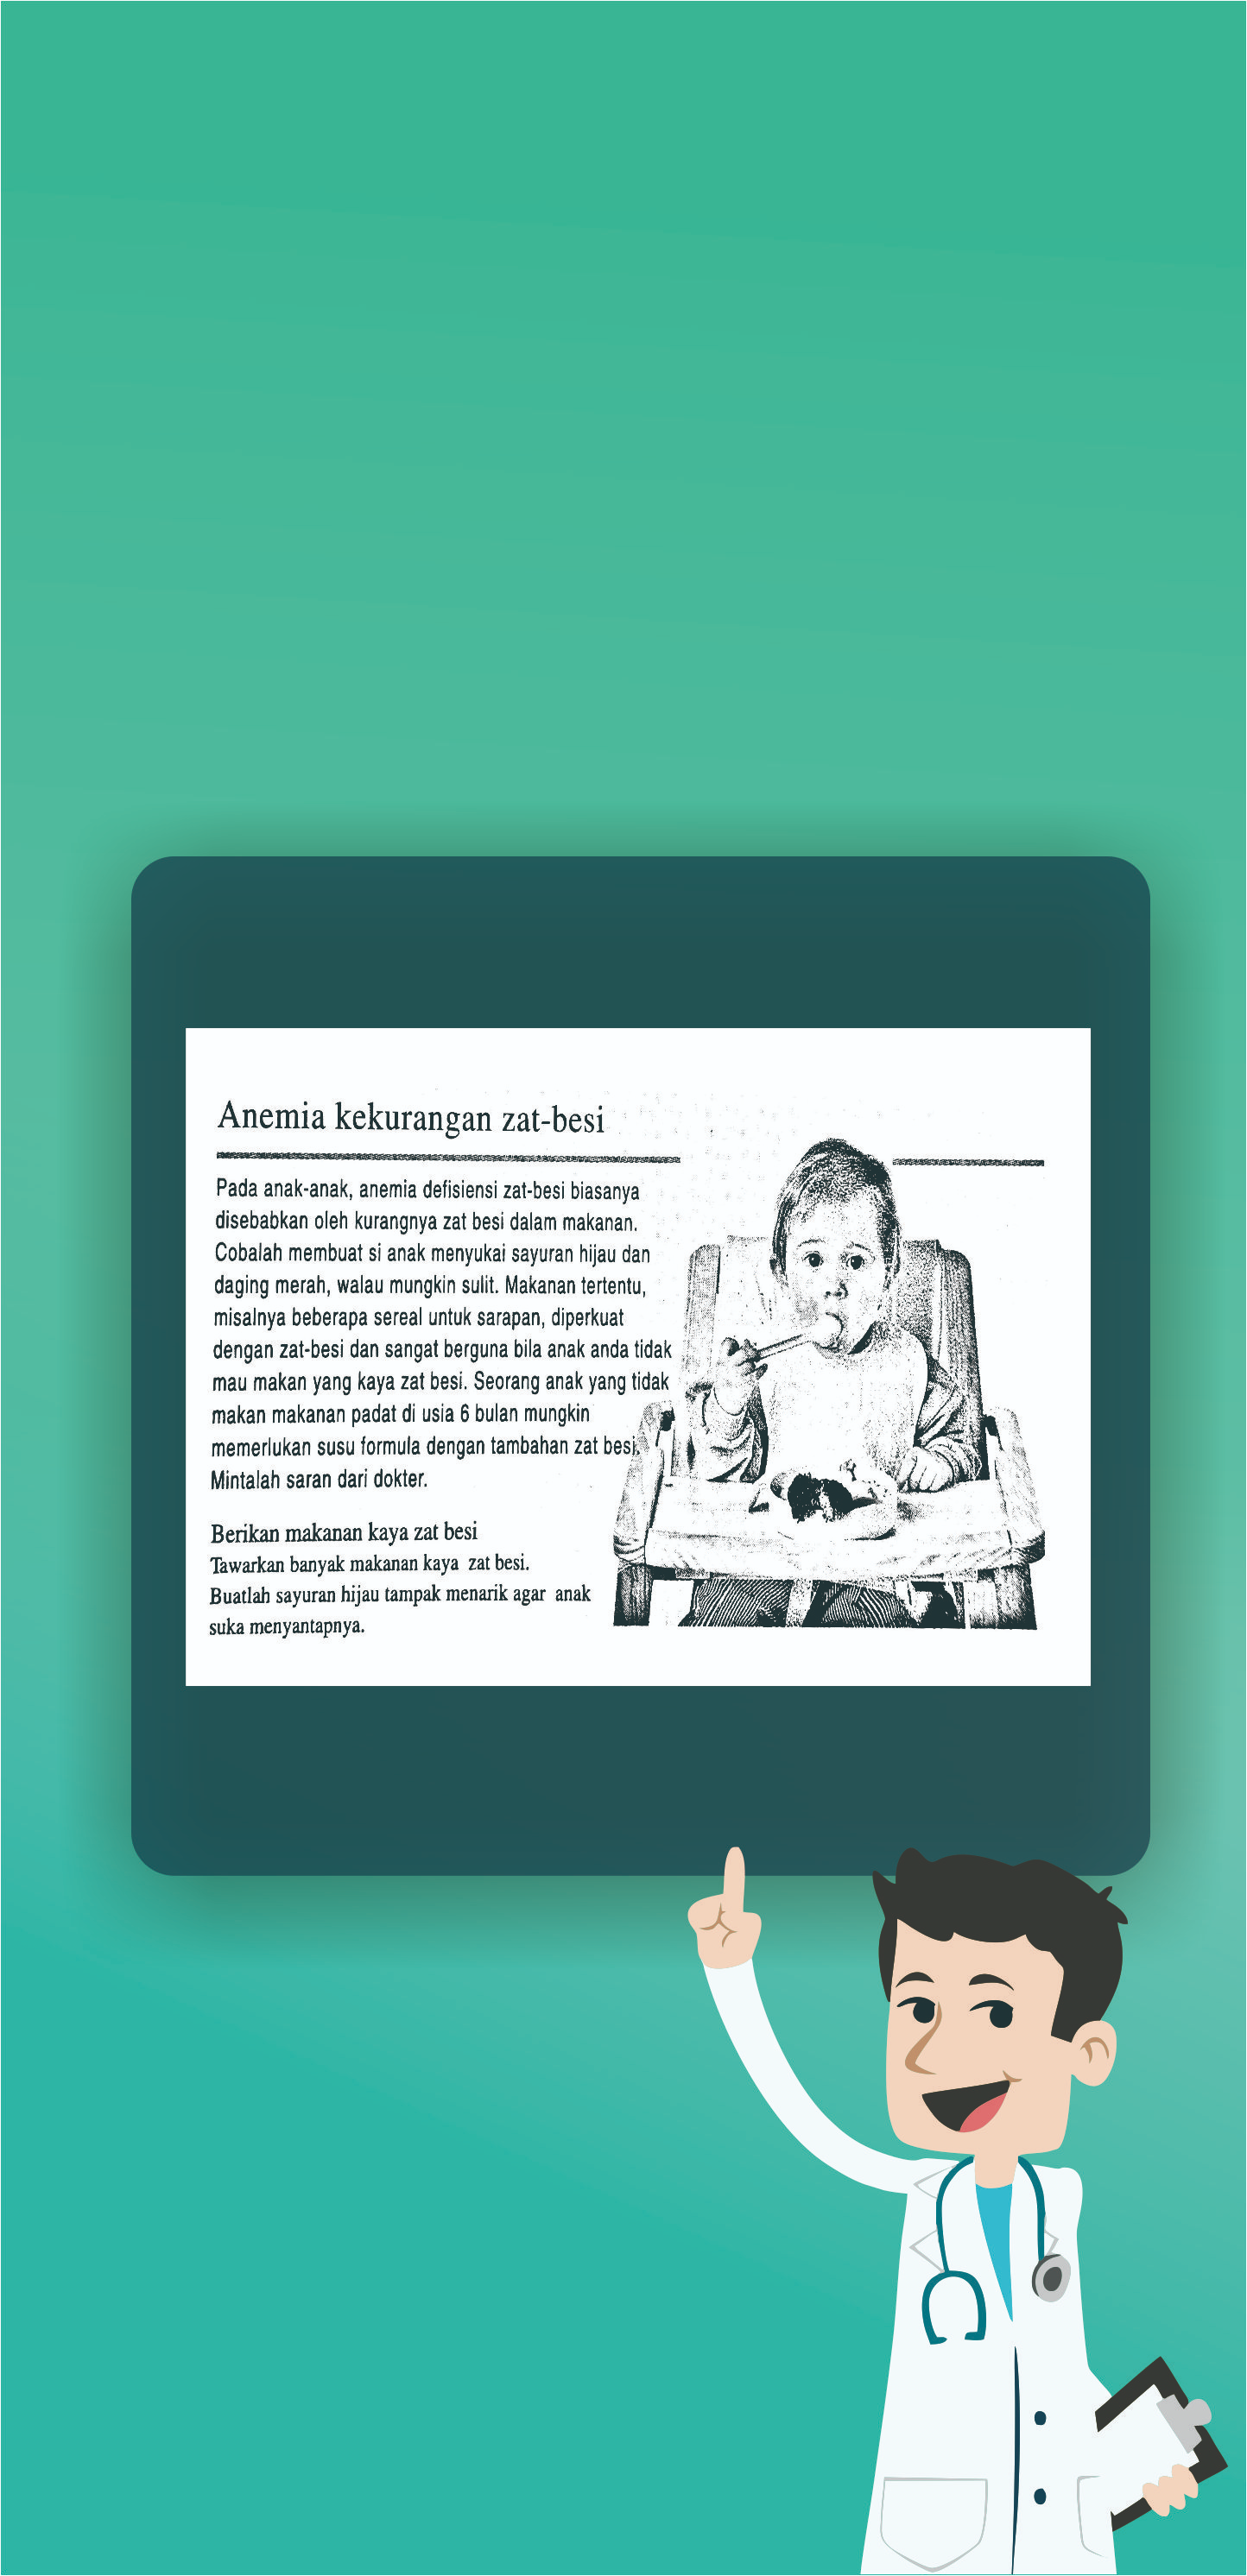 Anemia kekurangan zat-besi
Pada anak-anak, anemia defisiensi zat-besi biasanya
disebabkan oleh kurangnya zat besi dalam makanan.
Cobalah membuat si anak menyukai sayuran hijau dan
daging merah, walau mungkin sulit. Makanan tertentu,
misalnya beberapa sereal untuk sarapan, diperkuat
dengan zat-besi dan sangat berguna bila anak anda tidak
mau makan yang kaya zat besi. Seorang anak yang tidak
makan makanan padat di usia 6 bulan mungkin
memerlukan susu formula dengan tambahan zat besi.
Mintalah saran dari dokter.
Berikan makanan kaya zat besi
Tawarkan banyak makanan kaya zat besi.
Buatlah sayuran hijau tampak menarik agar anak
suka menyantapnya.